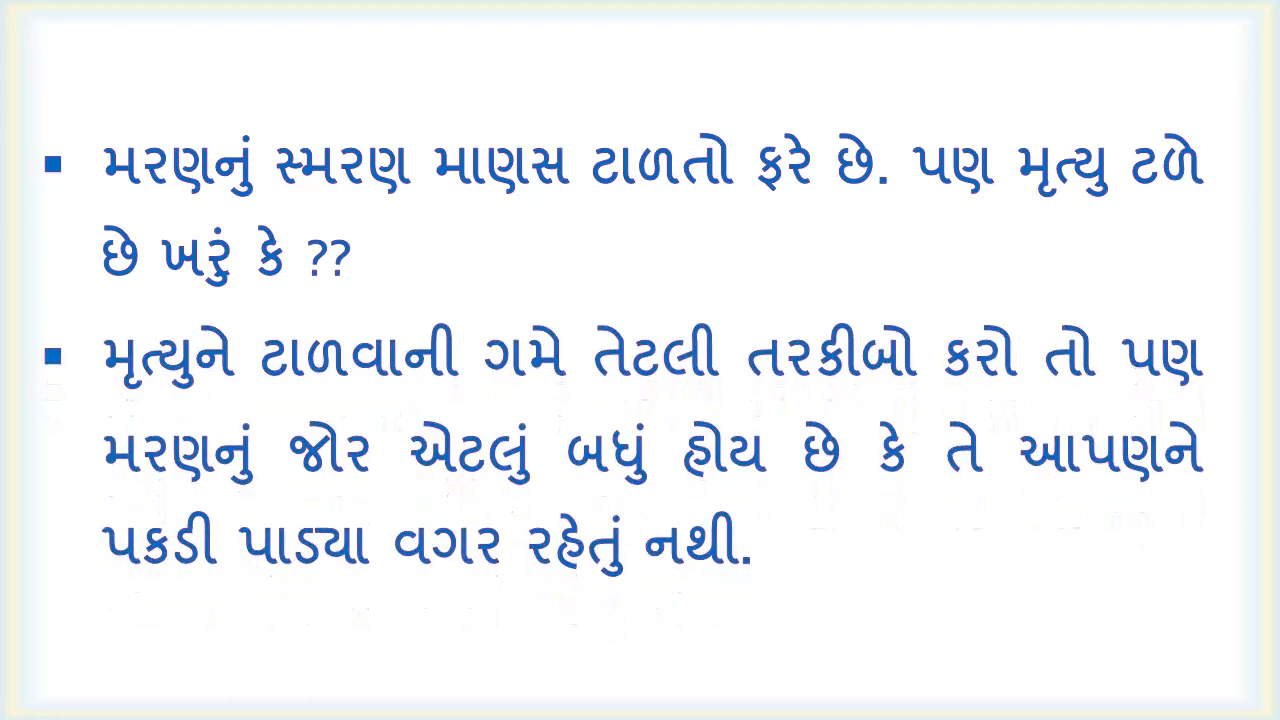 ▪ મરણનું સ્મરણ માણસ ટાળતો ફરે છે. પણ મૃત્યુ ટળે
છે ખરું કે ??
▪ મૃત્યુને ટાળવાની ગમે તેટલી તરકીબો કરો તો પણ
મરણનું જોર એટલું બધું હોય છે કે તે આપણને
પકડી પાડ્યા વગર રહેતું નથી.